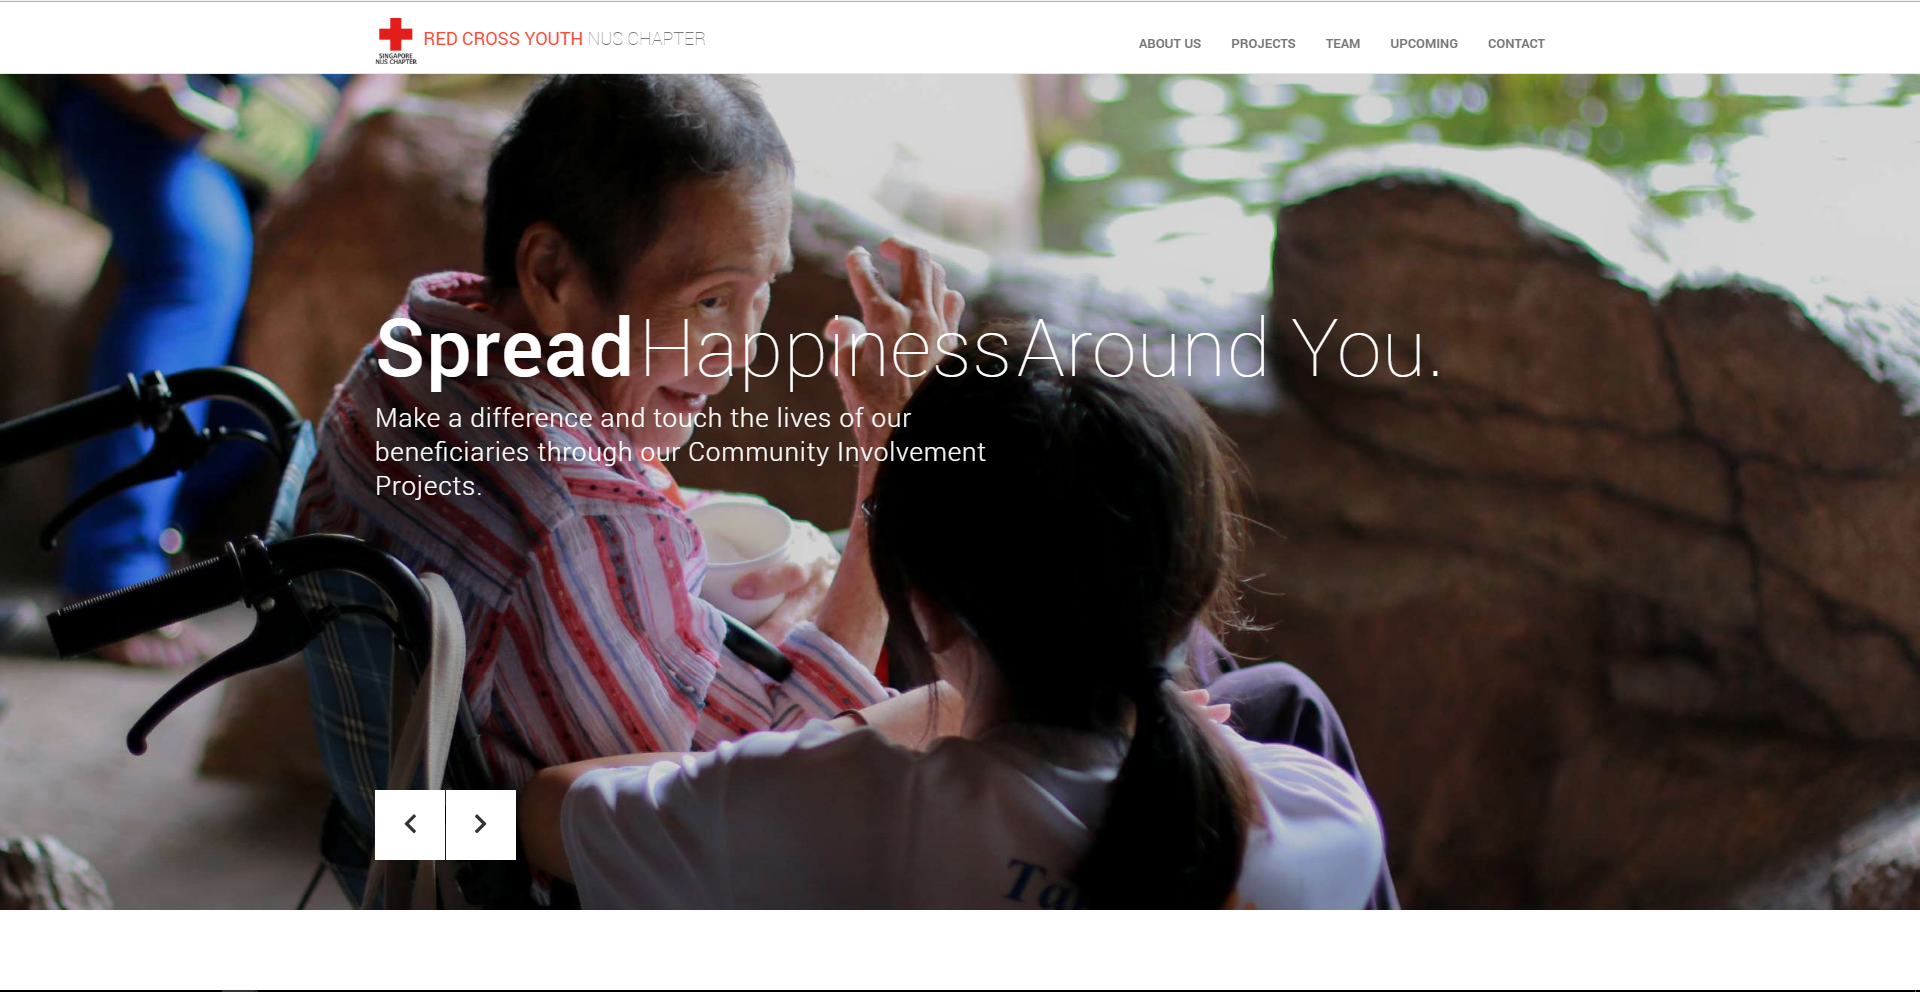 SINGAPORE
NUS CHAPTER
RED CROSS YOUTH NUS CHAPTER
ABOUT US PROJECTS TEAM UPCOMING CONTACT
Spread Happiness Around You.
Make a difference and touch the lives of our
beneficiaries through our Community Involvement
Projects.